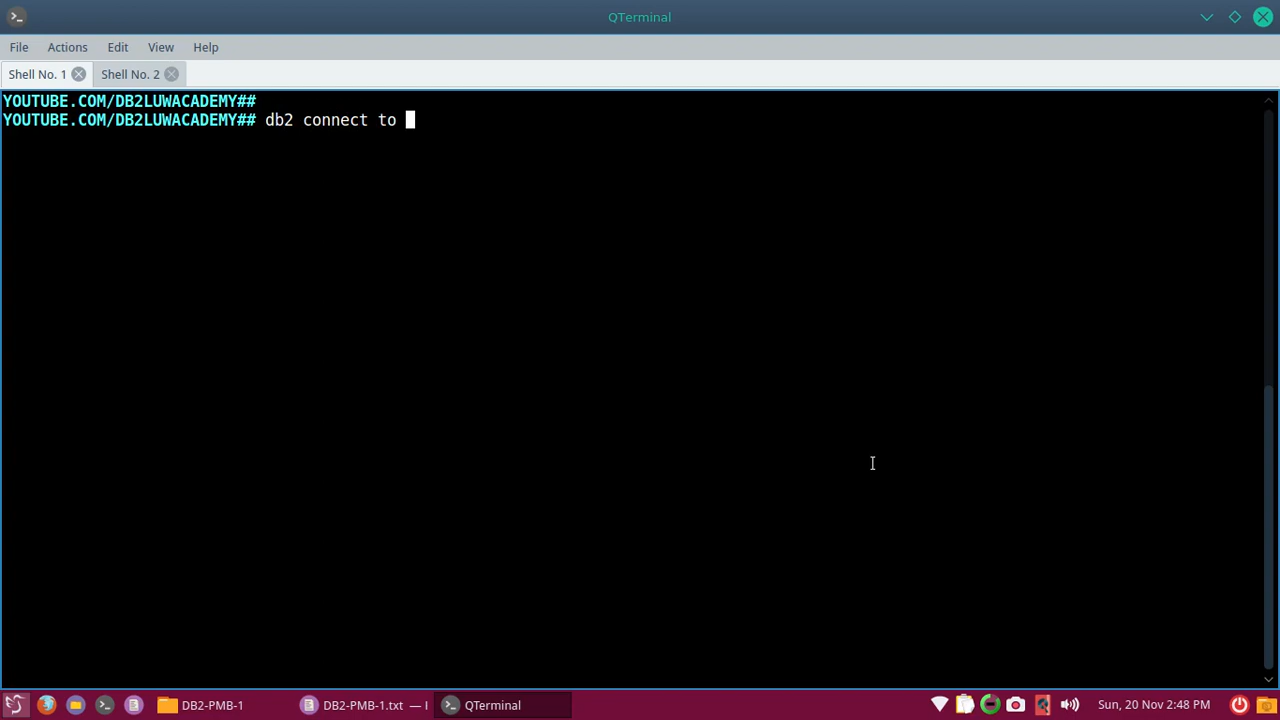 QTerminal
File Actions Edit View Help
Shell No. 1 Shell No. 2
YOUTUBE.COM/DB2LUWACADEMY##
YOUTUBE.COM/DB2LUWACADEMY## db2 connect to
DB2-PMB-1 DB2-PMB-1.txt — QTerminal Sun, 20 Nov 2:48 PM